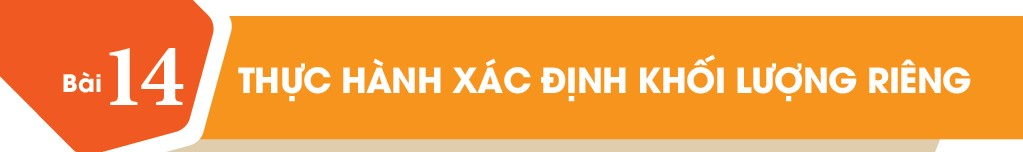 Bài 14 THỰC HÀNH XÁC ĐỊNH KHỐI LƯỢNG RIÊNG